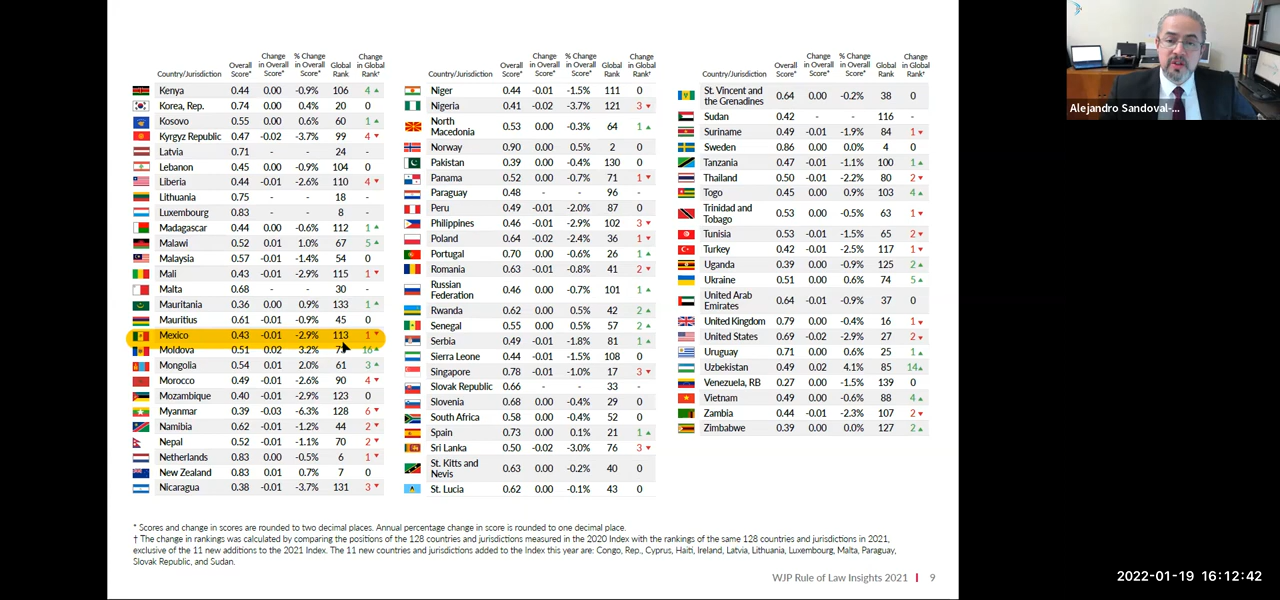 Country/Jurisdiction Overall Score* Change in Overall Score* % Change in Overall Score* Global Rank Change in Global Rank†
Kenya 0.44 0.00 -0.9% 106 4 ▲
Korea, Rep. 0.74 0.00 0.4% 20 0
Kosovo 0.55 0.00 0.6% 60 1 ▲
Kyrgyz Republic 0.47 -0.02 -3.7% 99 4 ▼
Latvia 0.71 - - 24 -
Lebanon 0.45 0.00 -0.9% 104 0
Liberia 0.44 -0.01 -2.6% 110 4 ▼
Lithuania 0.75 - - 18 -
Luxembourg 0.83 - - 8 -
Madagascar 0.44 0.00 -0.6% 112 1 ▲
Malawi 0.52 0.01 1.0% 67 5 ▲
Malaysia 0.57 -0.01 -1.4% 54 0
Mali 0.43 -0.01 -2.9% 115 1 ▼
Malta 0.68 - - 30 -
Mauritania 0.36 0.00 0.9% 133 1 ▲
Mauritius 0.61 -0.01 -0.9% 45 0
Mexico 0.43 -0.01 -2.9% 113 1 ▼
Moldova 0.51 0.02 3.2% 16 ▲
Mongolia 0.54 0.01 2.0% 61 3 ▲
Morocco 0.49 -0.01 -2.6% 90 4 ▼
Mozambique 0.40 -0.01 -2.9% 123 0
Myanmar 0.39 -0.03 -6.3% 128 6 ▼
Namibia 0.62 -0.01 -1.2% 44 2 ▼
Nepal 0.52 -0.01 -1.1% 70 2 ▼
Netherlands 0.83 0.00 -0.5% 6 1 ▼
New Zealand 0.83 0.01 0.7% 7 0
Nicaragua 0.38 -0.01 -3.7% 131 3 ▼
Country/Jurisdiction Overall Score* Change in Overall Score* % Change in Overall Score* Global Rank Change in Global Rank†
Niger 0.44 -0.01 -1.5% 111 0
Nigeria 0.41 -0.02 -3.7% 121 3 ▼
North Macedonia 0.53 0.00 -0.3% 64 1 ▲
Norway 0.90 0.00 0.5% 2 0
Pakistan 0.39 0.00 -0.4% 130 0
Panama 0.52 0.00 -0.7% 71 1 ▼
Paraguay 0.48 - - 96 -
Peru 0.49 -0.01 -2.0% 87 0
Philippines 0.46 -0.01 -2.9% 102 3 ▼
Poland 0.64 -0.02 -2.4% 36 1 ▼
Portugal 0.70 0.00 -0.6% 26 1 ▲
Romania 0.63 -0.01 -0.8% 41 2 ▼
Russian Federation 0.46 0.00 -0.7% 101 1 ▲
Rwanda 0.62 0.00 0.5% 42 2 ▲
Senegal 0.55 0.00 0.5% 57 2 ▲
Serbia 0.49 -0.01 -1.8% 81 1 ▲
Sierra Leone 0.44 -0.01 -1.5% 108 0
Singapore 0.78 -0.01 -1.0% 17 3 ▼
Slovak Republic 0.66 - - 33 -
Slovenia 0.68 0.00 -0.4% 29 0
South Africa 0.58 0.00 -0.4% 52 0
Spain 0.73 0.00 0.1% 21 1 ▲
Sri Lanka 0.50 -0.02 -3.0% 76 3 ▼
St. Kitts and Nevis 0.63 0.00 -0.2% 40 0
St. Lucia 0.62 0.00 -0.1% 43 0
Country/Jurisdiction Overall Score* Change in Overall Score* % Change in Overall Score* Global Rank Change in Global Rank†
St. Vincent and the Grenadines 0.64 0.00 -0.2% 38 0
Sudan 0.42 - - 116 -
Suriname 0.49 -0.01 -1.9% 84 1 ▼
Sweden 0.86 0.00 0.0% 4 0
Tanzania 0.47 -0.01 -1.1% 100 1 ▲
Thailand 0.50 -0.01 -2.2% 80 2 ▼
Togo 0.45 0.00 0.9% 103 4 ▲
Trinidad and Tobago 0.53 0.00 -0.5% 63 1 ▼
Tunisia 0.53 -0.01 -1.5% 65 2 ▼
Turkey 0.42 -0.01 -2.5% 117 1 ▼
Uganda 0.39 0.00 -0.9% 125 2 ▲
Ukraine 0.51 0.00 0.6% 74 5 ▲
United Arab Emirates 0.64 -0.01 -0.9% 37 0
United Kingdom 0.79 0.00 -0.4% 16 1 ▼
United States 0.69 -0.02 -2.9% 27 2 ▼
Uruguay 0.71 0.00 0.6% 25 1 ▲
Uzbekistan 0.49 0.02 4.1% 85 14 ▲
Venezuela, RB 0.27 0.00 -1.5% 139 0
Vietnam 0.49 0.00 -0.6% 88 4 ▲
Zambia 0.44 -0.01 -2.3% 107 2 ▼
Zimbabwe 0.39 0.00 0.0% 127 2 ▲
* Scores and change in scores are rounded to two decimal places. Annual percentage change in score is rounded to one decimal place.
† The change in rankings was calculated by comparing the positions of the 128 countries and jurisdictions measured in the 2020 Index with the rankings of the same 128 countries and jurisdictions in 2021,
exclusive of the 11 new additions to the 2021 Index. The 11 new countries and jurisdictions added to the Index this year are: Congo, Rep., Cyprus, Haiti, Ireland, Latvia, Lithuania, Luxembourg, Malta, Paraguay,
Slovak Republic, and Sudan.
WJP Rule of Law Insights 2021 | 9
Alejandro Sandoval-...
2022-01-19 16:12:42